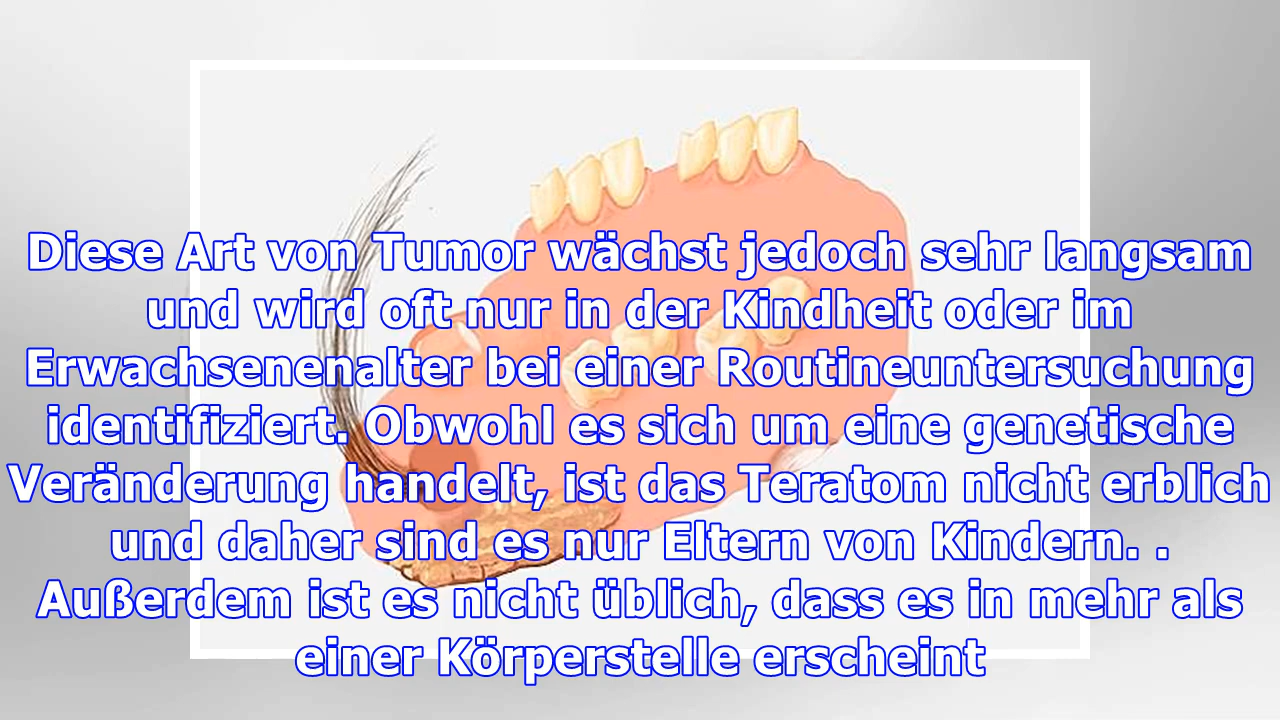 Diese Art von Tumor wächst jedoch sehr langsam
und wird oft nur in der Kindheit oder im
Erwachsenenalter bei einer Routineuntersuchung
identifiziert. Obwohl es sich um eine genetische
Veränderung handelt, ist das Teratom nicht erblich
und daher sind es nur Eltern von Kindern. .
Außerdem ist es nicht üblich, dass es in mehr als
einer Körperstelle erscheint